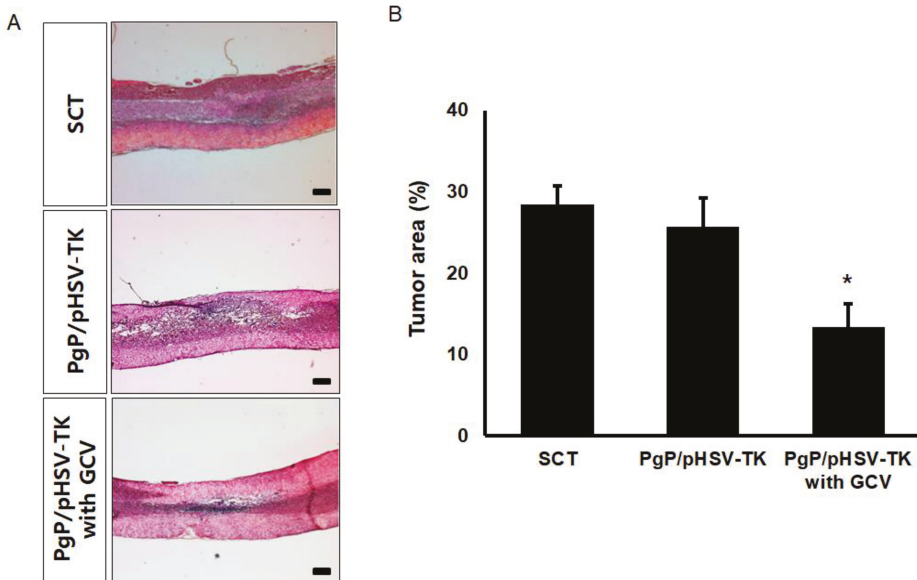 A
SCT
PgP/pHSV-TK
PgP/pHSV-TK
with GCV
B
Tumor area (%)
40
30
20
10
0
*
SCT
PgP/pHSV-TK
PgP/pHSV-TK
with GCV